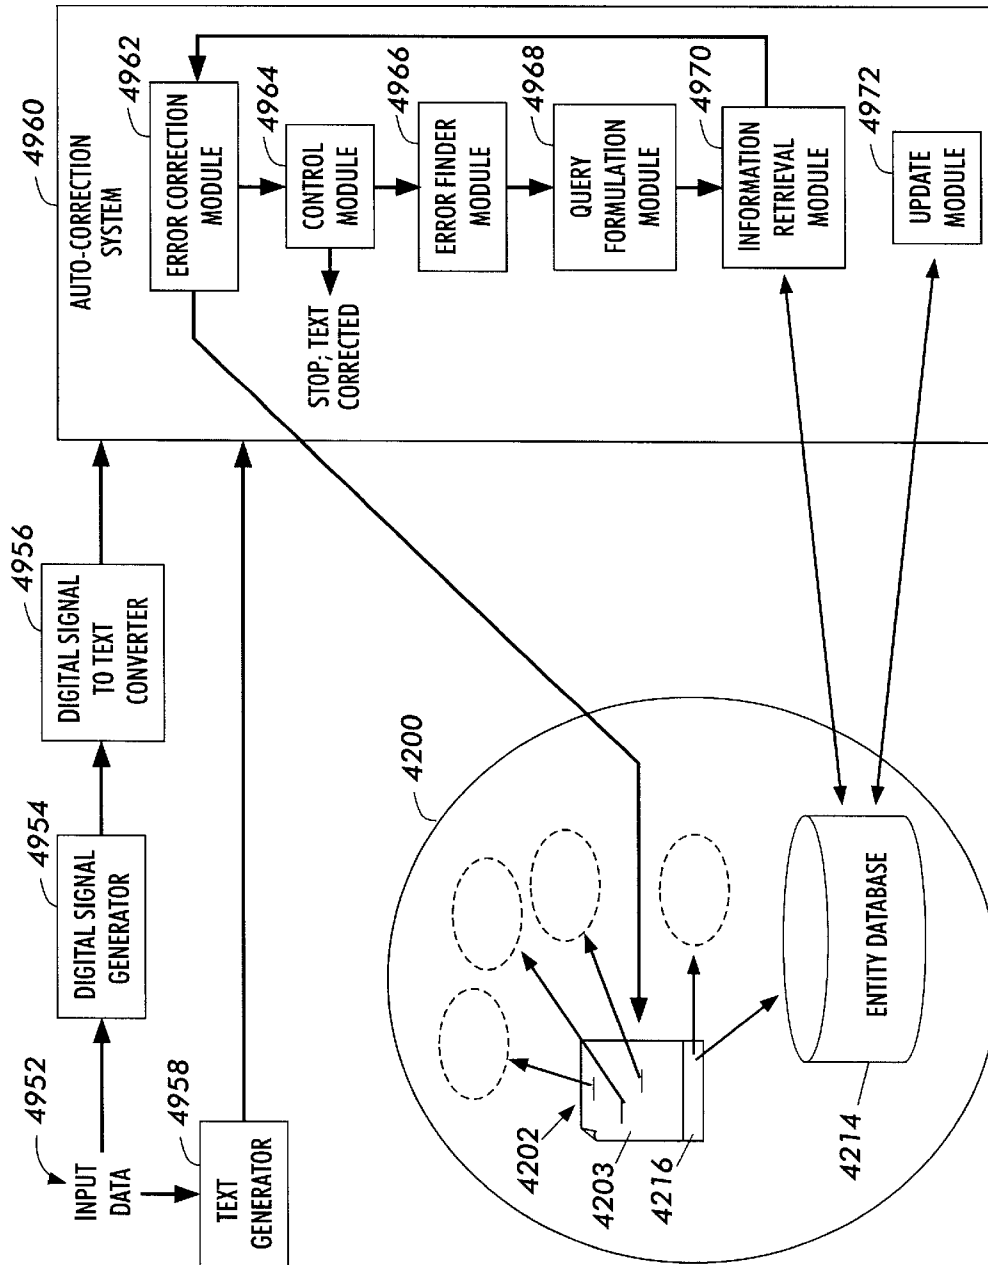 4952
INPUT
DATA
4954
DIGITAL SIGNAL
GENERATOR
4956
DIGITAL SIGNAL
TO TEXT
CONVERTER
4958
TEXT
GENERATOR
4960
AUTO-CORRECTION
SYSTEM
4962
ERROR CORRECTION
MODULE
4964
CONTROL
MODULE
STOP; TEXT
CORRECTED
4966
ERROR FINDER
MODULE
4968
QUERY
FORMULATION
MODULE
4970
INFORMATION
RETRIEVAL
MODULE
4972
UPDATE
MODULE
4200
4202
4203
4216
4214
ENTITY DATABASE